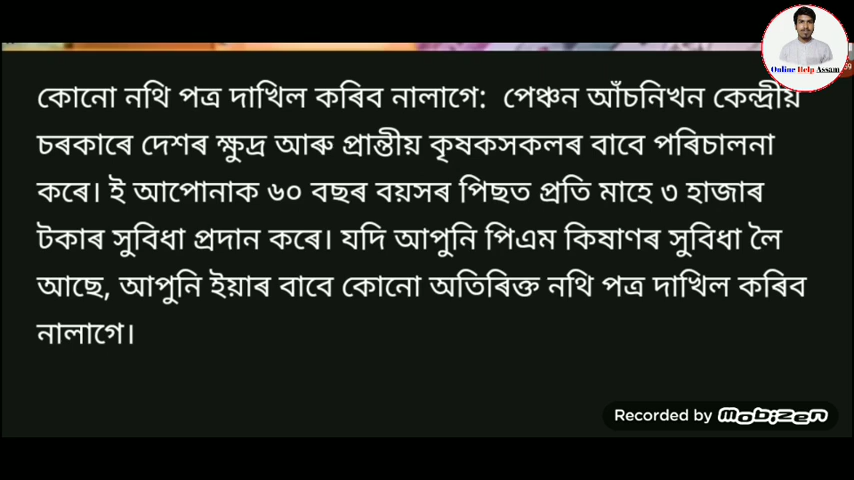 কোনো নথি পত্ৰ দাখিল কৰিব নালাগে: পেঞ্চন আঁচনিখন কেন্দ্ৰীয়
চৰকাৰে দেশৰ ক্ষুদ্ৰ আৰু প্ৰান্তীয় কৃষকসকলৰ বাবে পৰিচালনা
কৰে। ই আপোনাক ৬০ বছৰ বয়সৰ পিছত প্ৰতি মাহে ৩ হাজাৰ
টকাৰ সুবিধা প্ৰদান কৰে। যদি আপুনি পিএম কিষাণৰ সুবিধা লৈ
আছে, আপুনি ইয়াৰ বাবে কোনো অতিৰিক্ত নথি পত্ৰ দাখিল কৰিব
নালাগে।
Online Help Assam
Recorded by mobizen